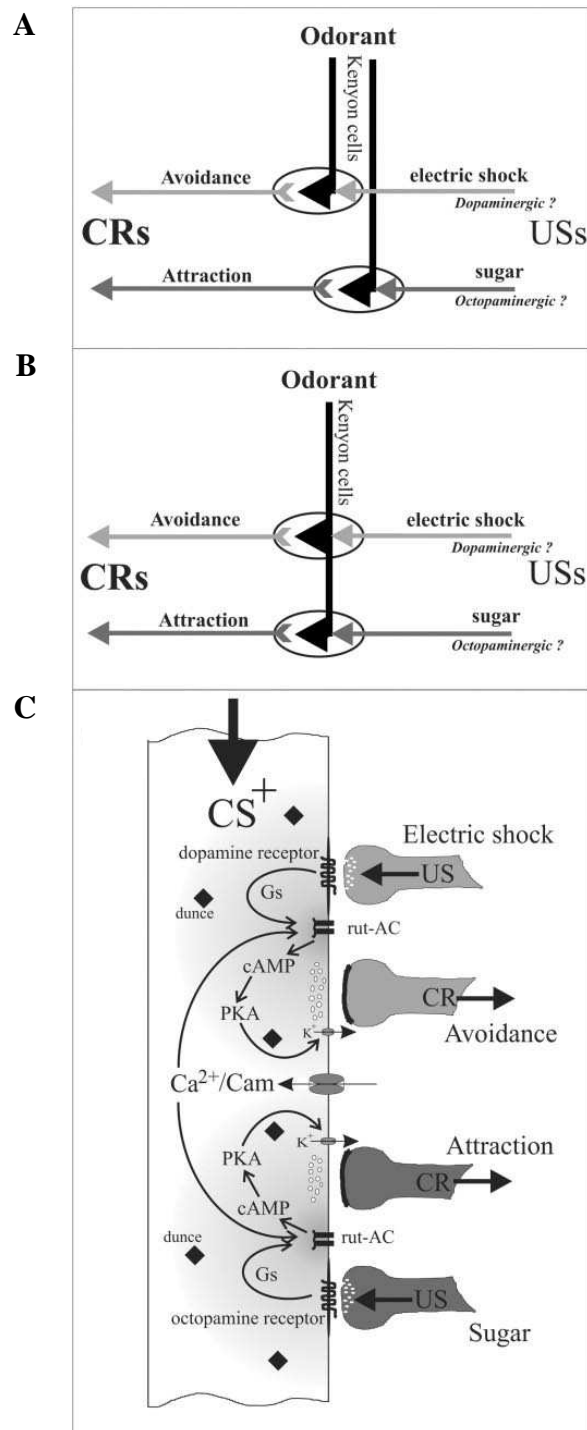 A
Odorant
Kenyon cells
Avoidance
electric shock
Dopaminergic ?
CRs
USs
Attraction
sugar
Octopaminergic ?
B
Odorant
Kenyon cells
Avoidance
electric shock
Dopaminergic ?
CRs
USs
Attraction
sugar
Octopaminergic ?
C
CS+
Electric shock
dopamine receptor
US
Gs
dunce
rut-AC
cAMP
CR
PKA
K+
Avoidance
Ca2+/Cam
Attraction
K+
PKA
CR
cAMP
dunce
rut-AC
Gs
US
octopamine receptor
Sugar